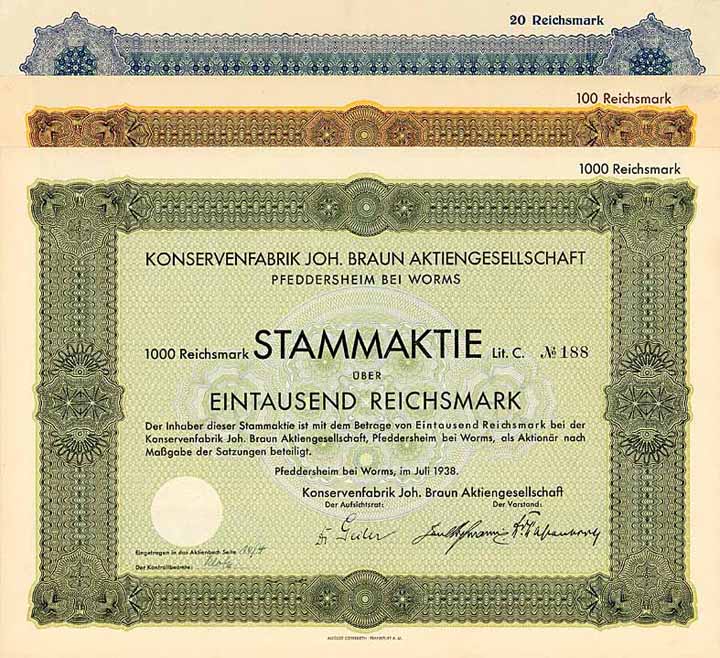 20 Reichsmark
100 Reichsmark
1000 Reichsmark
KONSERVENFABRIK JOH. BRAUN AKTIENGESELLSCHAFT
PFEDDERSHEIM BEI WORMS
1000 Reichsmark STAMMAKTIE Lit. C. № 188
ÜBER
EINTAUSEND REICHSMARK
Der Inhaber dieser Stammaktie ist mit dem Betrage von Eintausend Reichsmark bei der
Konservenfabrik Joh. Braun Aktiengesellschaft, Pfeddersheim bei Worms, als Aktionär nach
Maßgabe der Satzungen beteiligt.
Pfeddersheim bei Worms, im Juli 1938.
Konservenfabrik Joh. Braun Aktiengesellschaft
Der Aufsichtsrat: Der Vorstand:
Eingetragen in das Aktienbuch Seite
Der Kontrollbeamte:
AUGUST OSTERRIETH · FRANKFURT A. M.